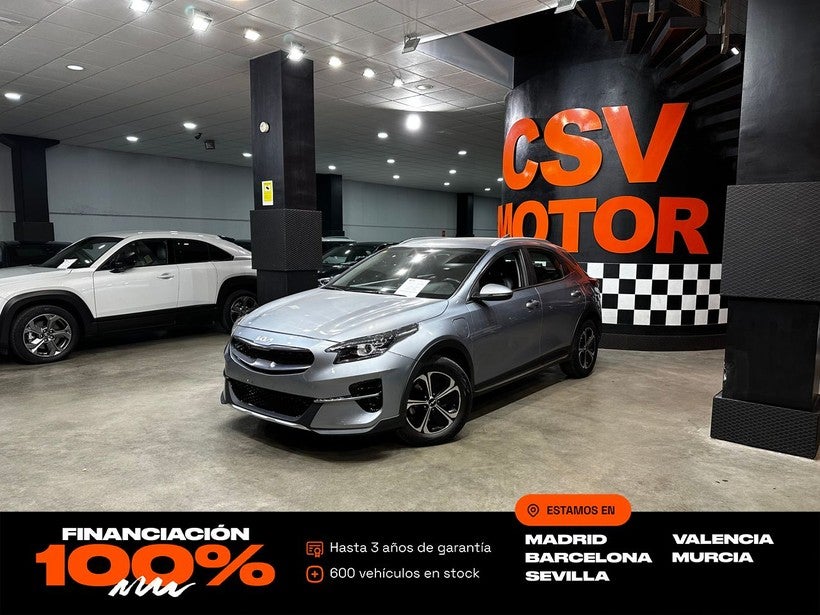 CSV
MOTOR
KIA
FINANCIACIÓN
100%
Hasta 3 años de garantía
600 vehículos en stock
ESTAMOS EN
MADRID
BARCELONA
SEVILLA
VALENCIA
MURCIA